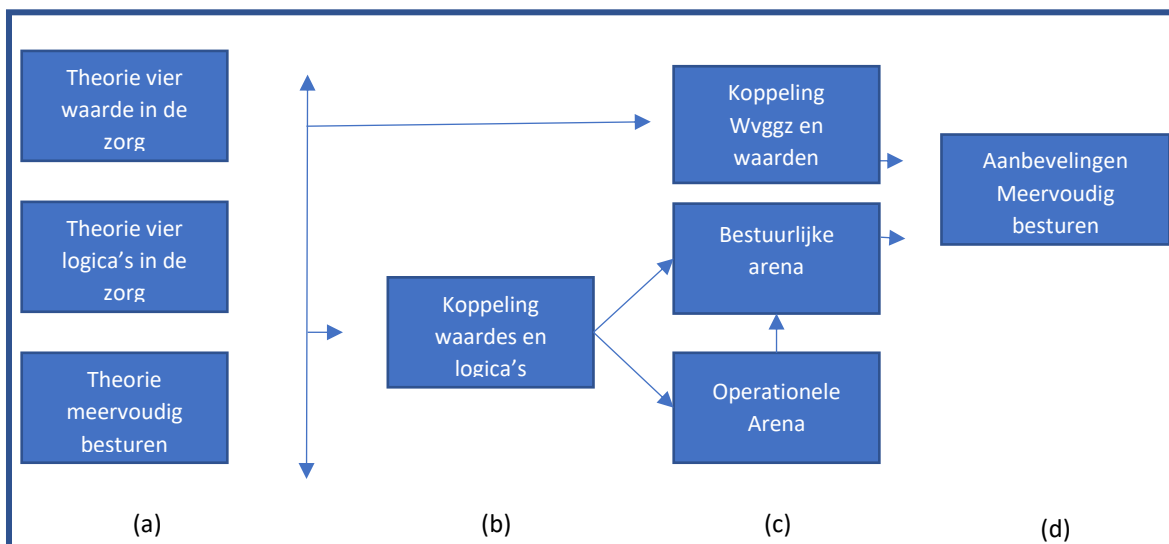 Theorie vier
waarde in de
zorg
Theorie vier
logica's in de
zorg
Theorie
meervoudig
besturen
Koppeling
waardes en
logica's
Koppeling
Wvggz en
waarden
Bestuurlijke
arena
Operationele
Arena
Aanbevelingen
Meervoudig
besturen
(a)
(b)
(c)
(d)